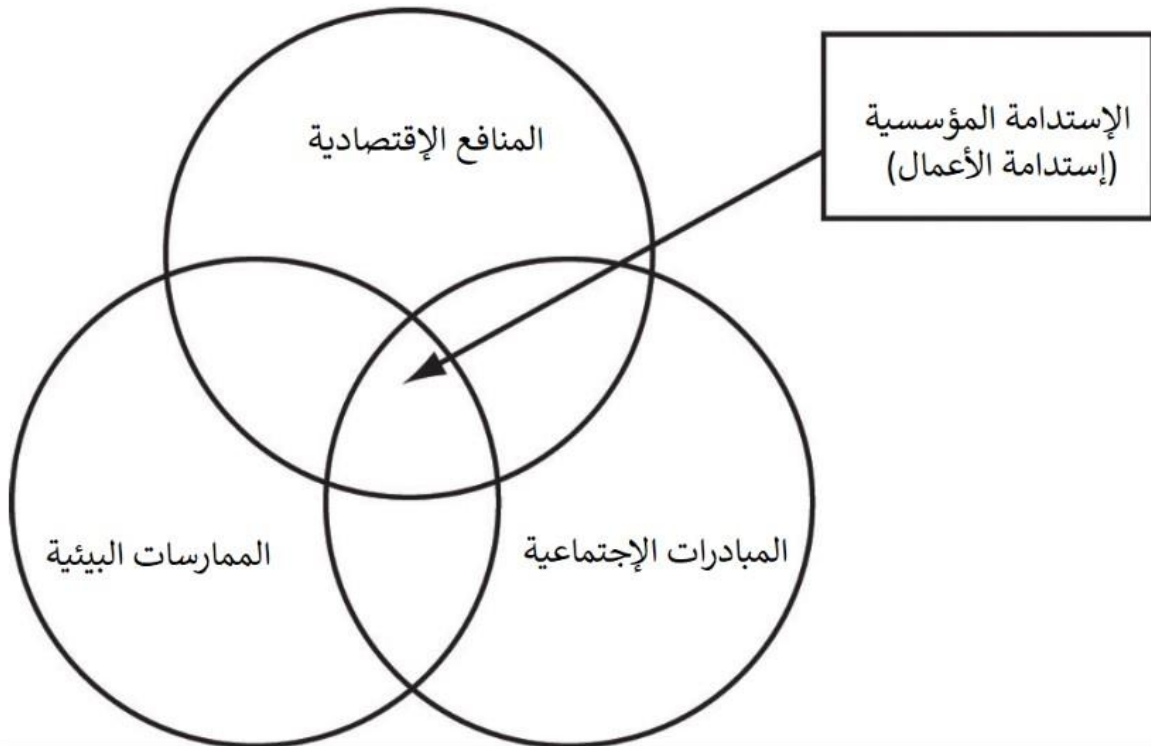 المنافع الإقتصادية
الإستدامة المؤسسية
(إستدامة الأعمال)
الممارسات البيئية
المبادرات الإجتماعية